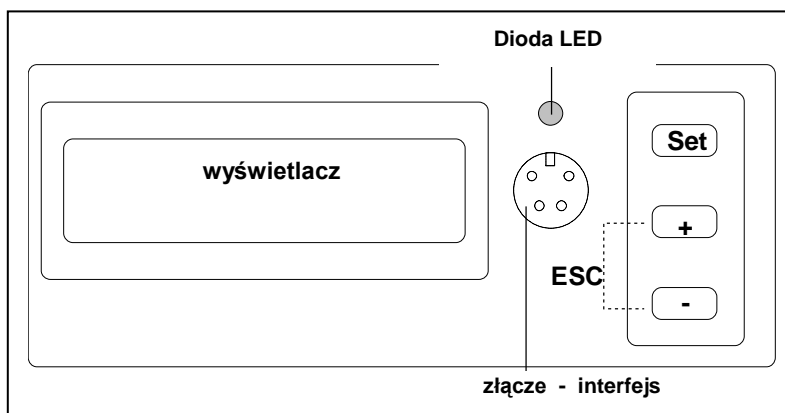 Dioda LED
wyświetlacz
Set
+
ESC
-
złącze - interfejs